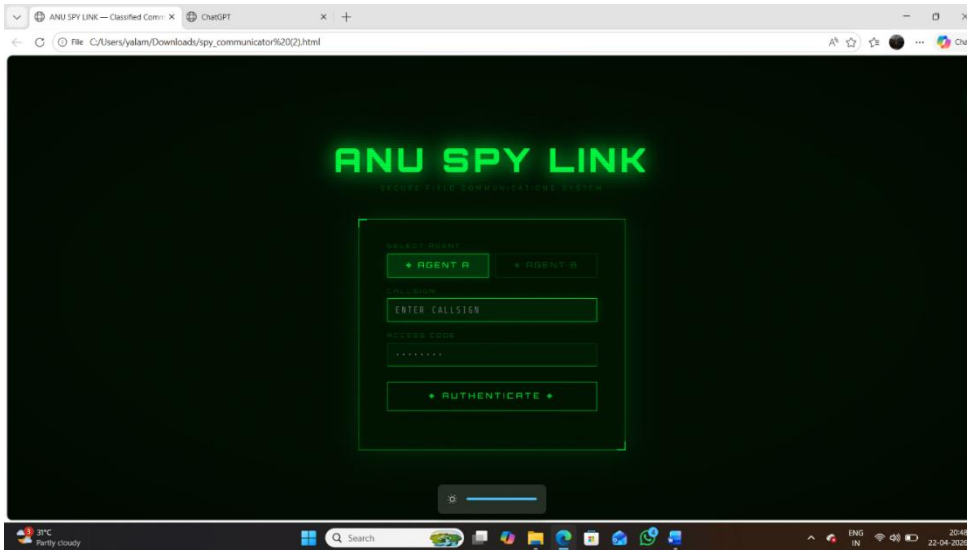 ANU SPY LINK — Classified Comm
ChatGPT
File C:/Users/yalam/Downloads/spy_communicator%20(2).html
Cha
ANU SPY LINK
SECURE FIELD COMMUNICATIONS SYSTEM
SELECT AGENT
AGENT A
AGENT B
CALLSIGN
ENTER CALLSIGN
ACCESS CODE
AUTHENTICATE
3
31°C
Partly cloudy
Search
ENG
IN
20:48
22-04-2026